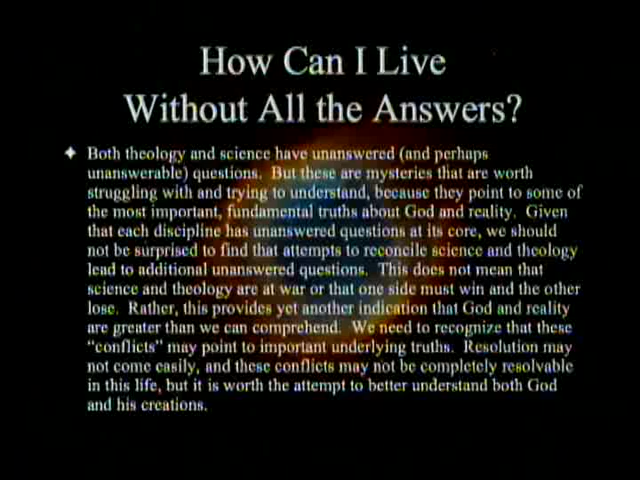 How Can I Live
Without All the Answers?
Both theology and science have unanswered (and perhaps
unanswerable) questions. But these are mysteries that are worth
struggling with and trying to understand, because they point to some of
the most important, fundamental truths about God and reality. Given
that each discipline has unanswered questions at its core, we should
not be surprised to find that attempts to reconcile science and theology
lead to additional unanswered questions. This does not mean that
science and theology are at war or that one side must win and the other
lose. Rather, this provides yet another indication that God and reality
are greater than we can comprehend. We need to recognize that these
“conflicts” may point to important underlying truths. Resolution may
not come easily, and these conflicts may not be completely resolvable
in this life, but it is worth the attempt to better understand both God
and his creations.